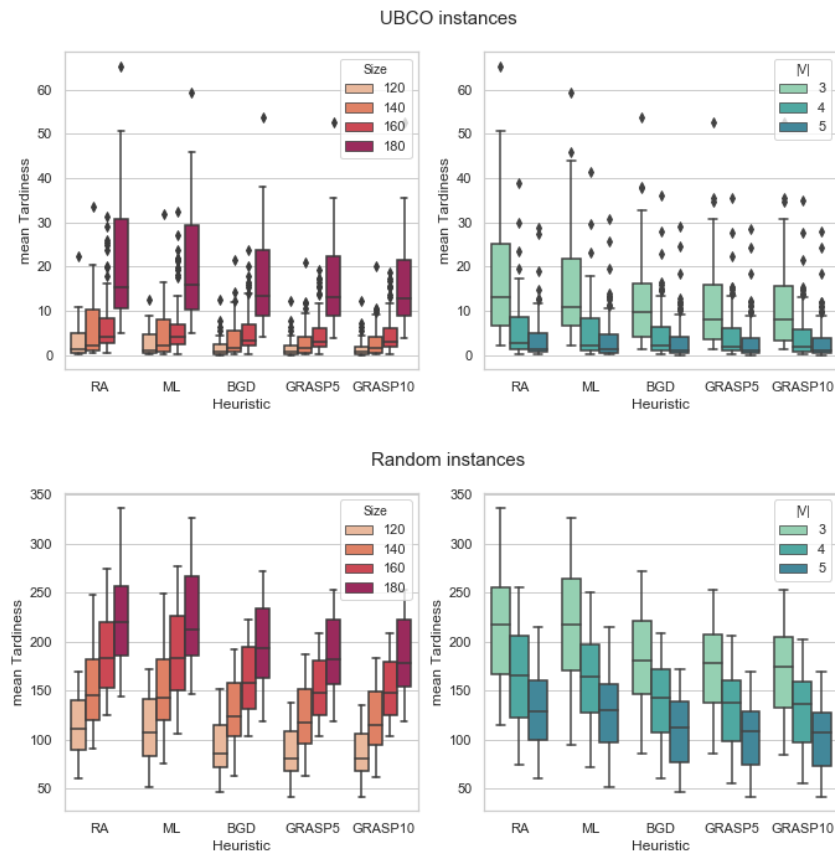 UBCO instances
Size
120
140
160
180
|V|
3
4
5
mean Tardiness
60
50
40
30
20
10
0
RA ML BGD GRASP5 GRASP10
Heuristic
mean Tardiness
60
50
40
30
20
10
0
RA ML BGD GRASP5 GRASP10
Heuristic
Random instances
Size
120
140
160
180
|V|
3
4
5
mean Tardiness
350
300
250
200
150
100
50
RA ML BGD GRASP5 GRASP10
Heuristic
mean Tardiness
350
300
250
200
150
100
50
RA ML BGD GRASP5 GRASP10
Heuristic